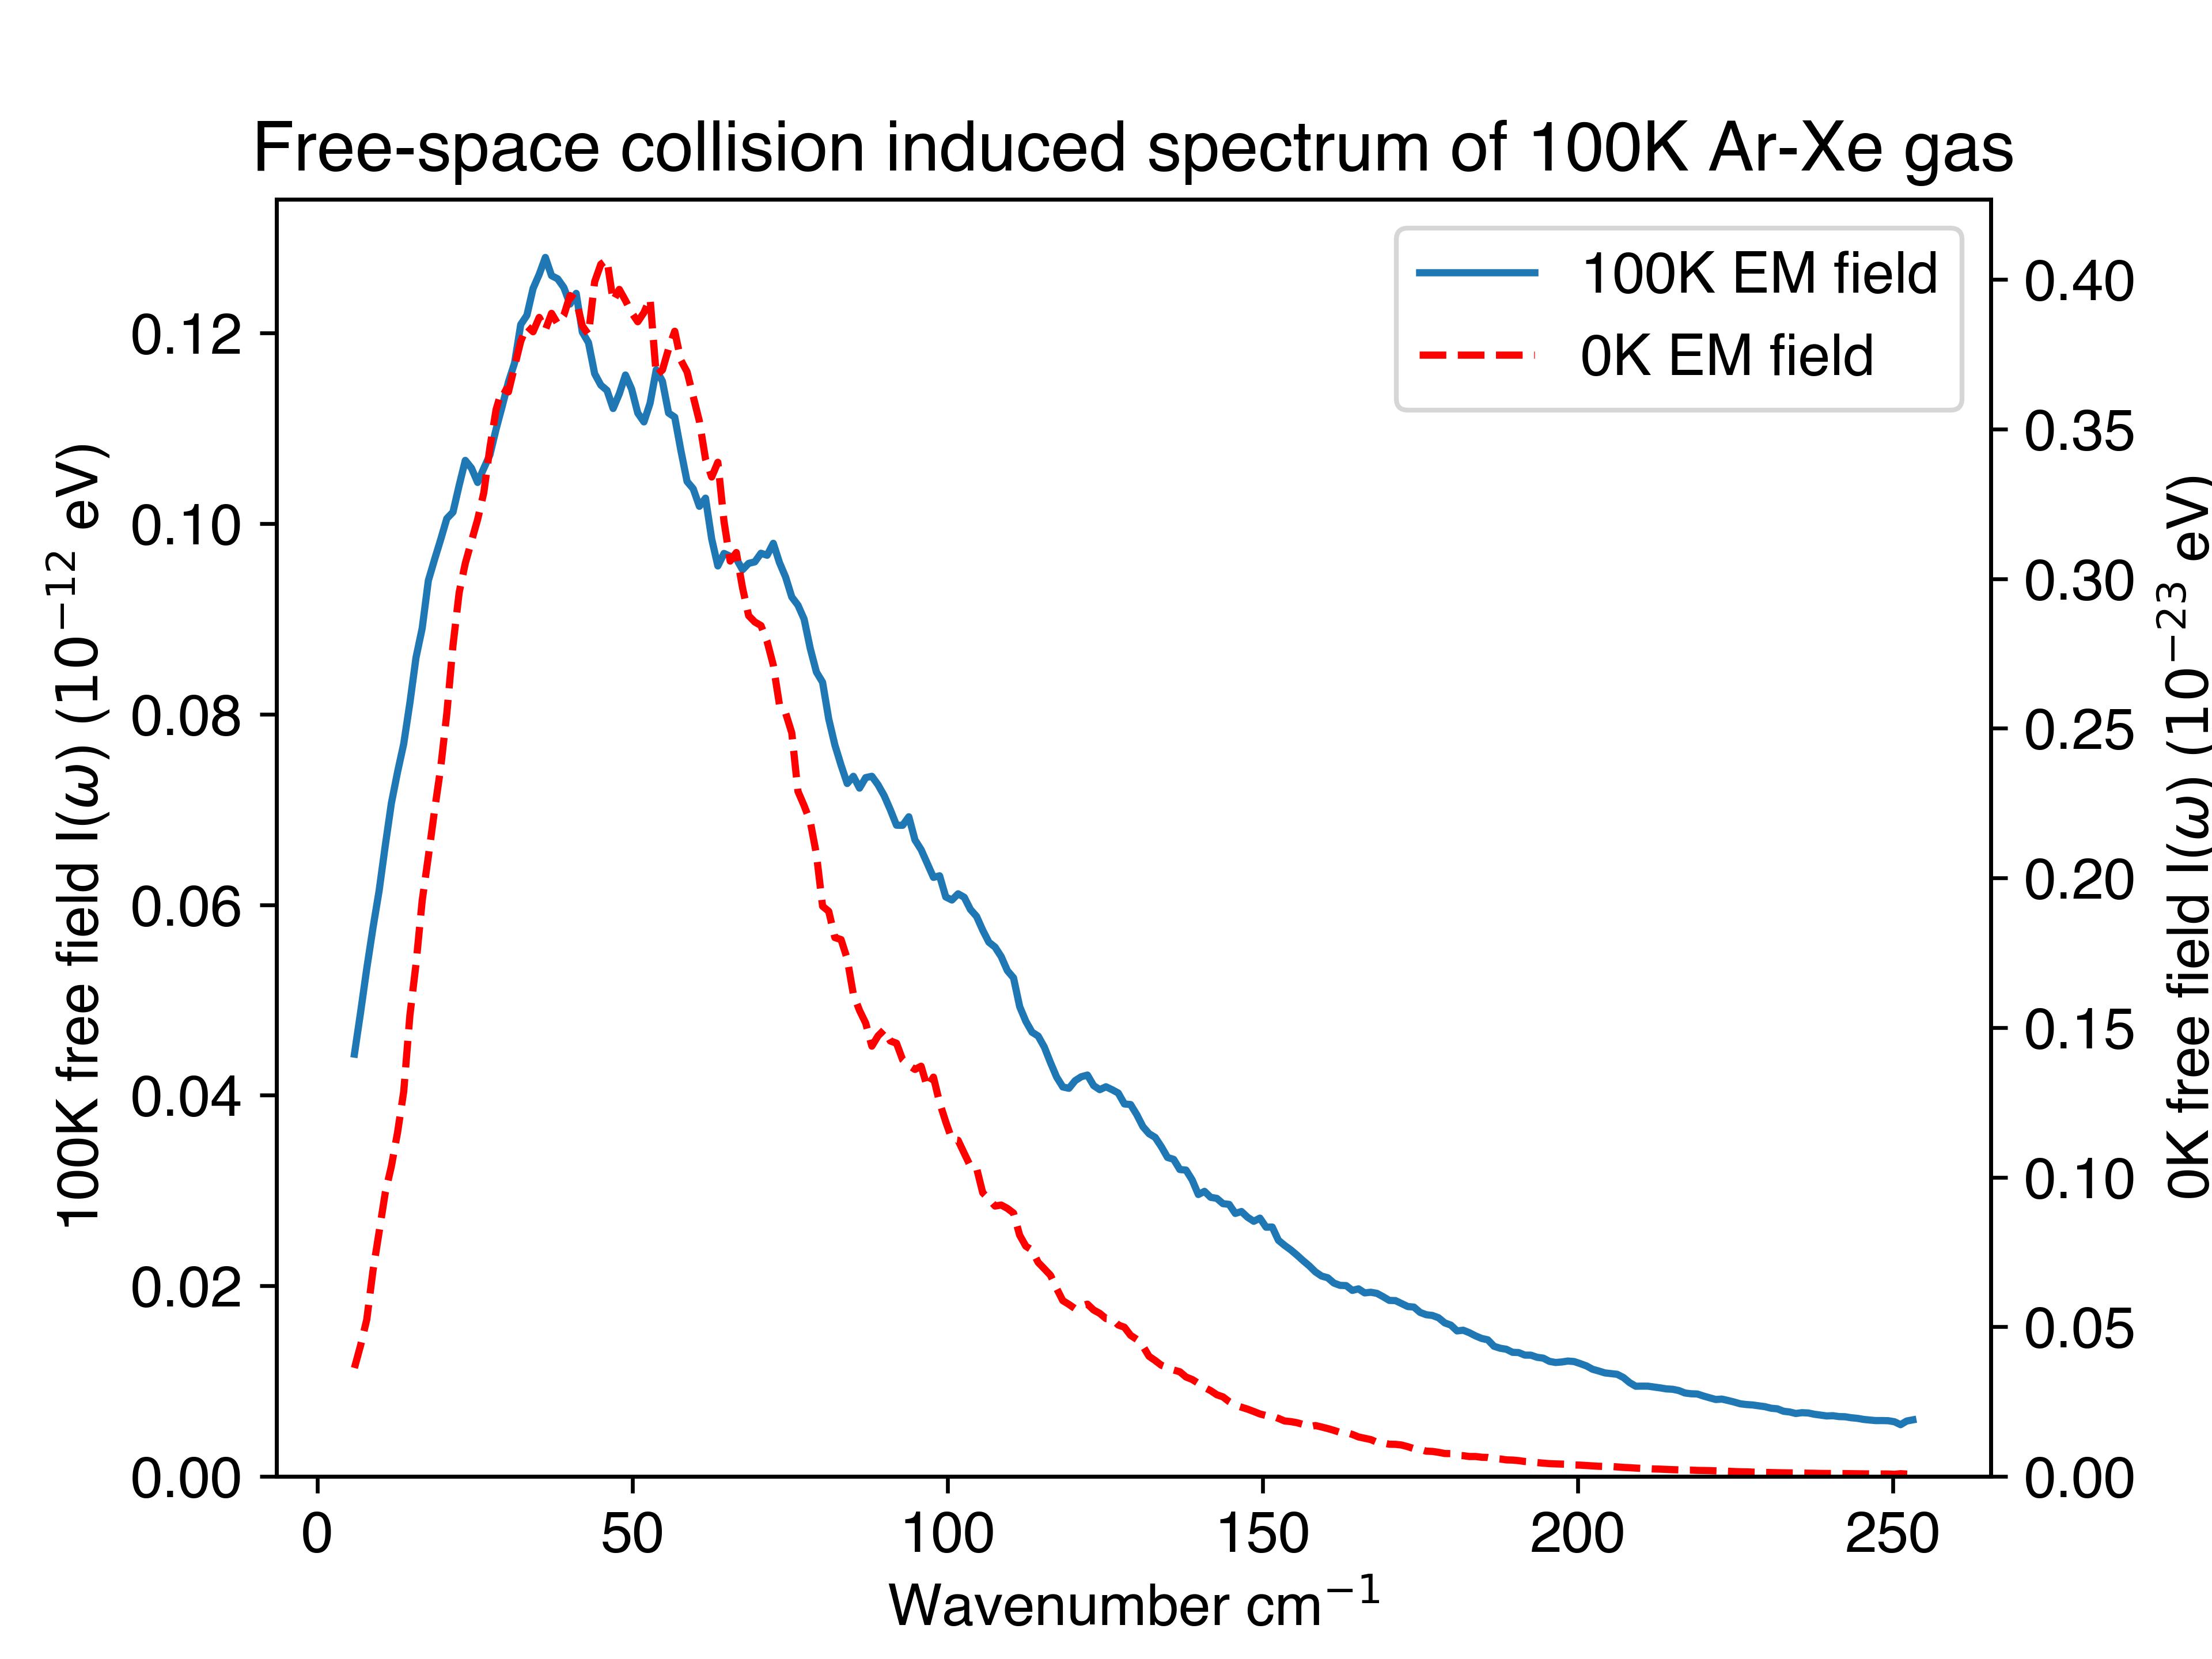 Free-space collision induced spectrum of 100K Ar-Xe gas
100K EM field
0K EM field
100K free field I(ω) (10⁻¹² eV)
0.12
0.10
0.08
0.06
0.04
0.02
0.00
0.40
0.35
0.30
0.25
0.20
0.15
0.10
0.05
0.00
0K free field I(ω) (10⁻²³ eV)
0 50 100 150 200 250
Wavenumber cm⁻¹